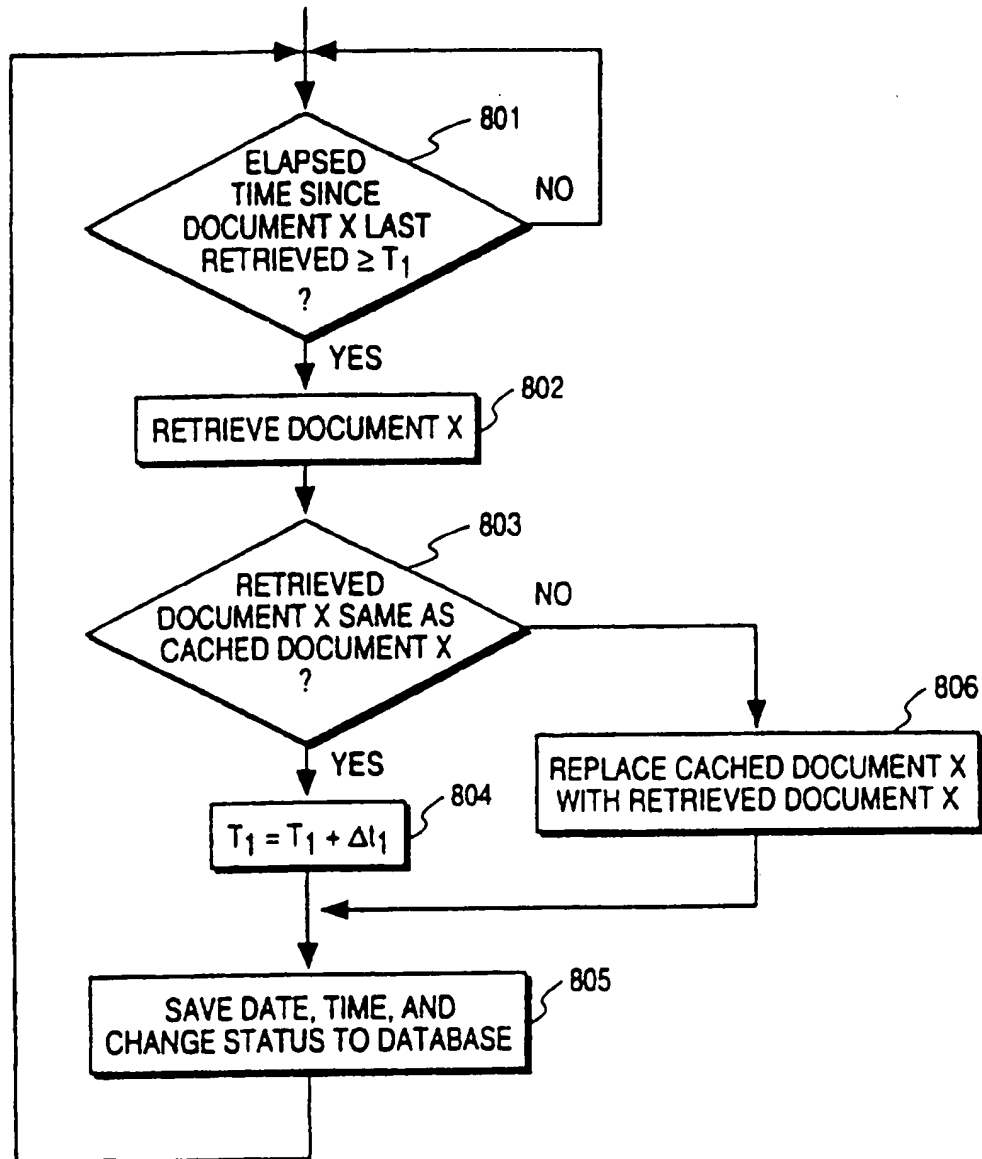 801
ELAPSED
TIME SINCE
DOCUMENT X LAST
RETRIEVED ≥ T1
?
NO
YES
802
RETRIEVE DOCUMENT X
803
RETRIEVED
DOCUMENT X SAME AS
CACHED DOCUMENT X
?
NO
YES
806
REPLACE CACHED DOCUMENT X
WITH RETRIEVED DOCUMENT X
804
T1 = T1 + Δt1
805
SAVE DATE, TIME, AND
CHANGE STATUS TO DATABASE